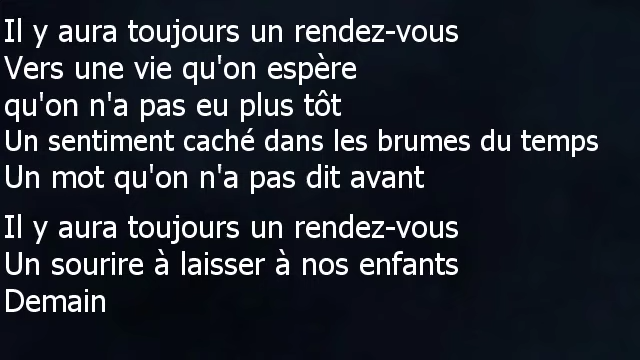 Il y aura toujours un rendez-vous
Vers une vie qu'on espère
qu'on n'a pas eu plus tôt
Un sentiment caché dans les brumes du temps
Un mot qu'on n'a pas dit avant
Il y aura toujours un rendez-vous
Un sourire à laisser à nos enfants
Demain